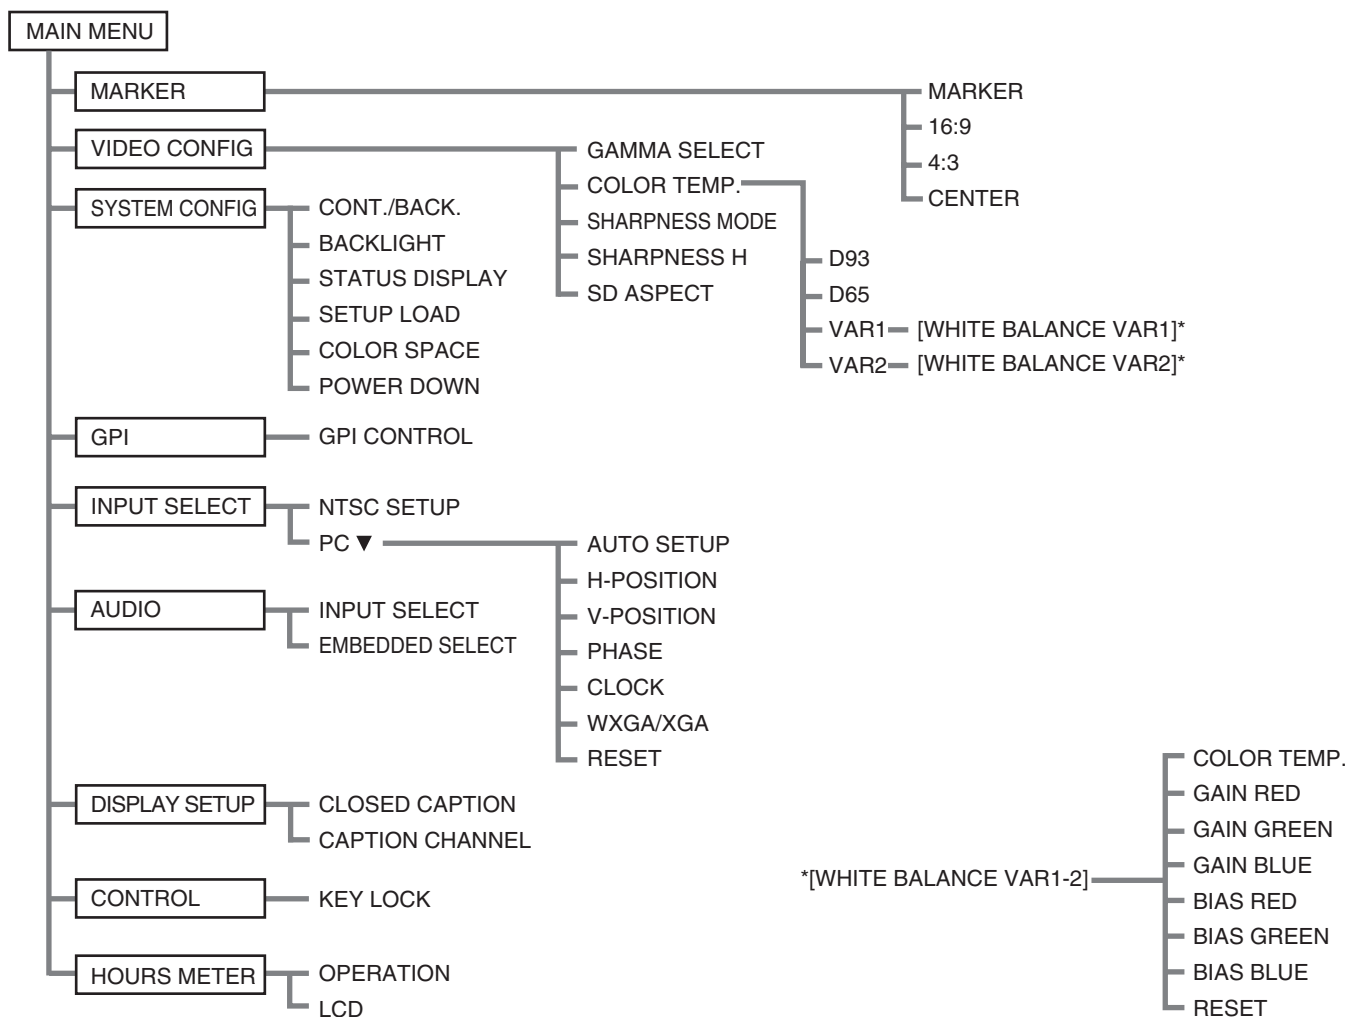 MAIN MENU
MARKER
MARKER
16:9
4:3
CENTER
VIDEO CONFIG
GAMMA SELECT
COLOR TEMP.
D93
D65
VAR1
[WHITE BALANCE VAR1]*
VAR2
[WHITE BALANCE VAR2]*
SHARPNESS MODE
SHARPNESS H
SD ASPECT
SYSTEM CONFIG
CONT./BACK.
BACKLIGHT
STATUS DISPLAY
SETUP LOAD
COLOR SPACE
POWER DOWN
GPI
GPI CONTROL
INPUT SELECT
NTSC SETUP
PC ▼
AUTO SETUP
H-POSITION
V-POSITION
PHASE
CLOCK
WXGA/XGA
RESET
AUDIO
INPUT SELECT
EMBEDDED SELECT
DISPLAY SETUP
CLOSED CAPTION
CAPTION CHANNEL
CONTROL
KEY LOCK
HOURS METER
OPERATION
LCD
*[WHITE BALANCE VAR1-2]
COLOR TEMP.
GAIN RED
GAIN GREEN
GAIN BLUE
BIAS RED
BIAS GREEN
BIAS BLUE
RESET